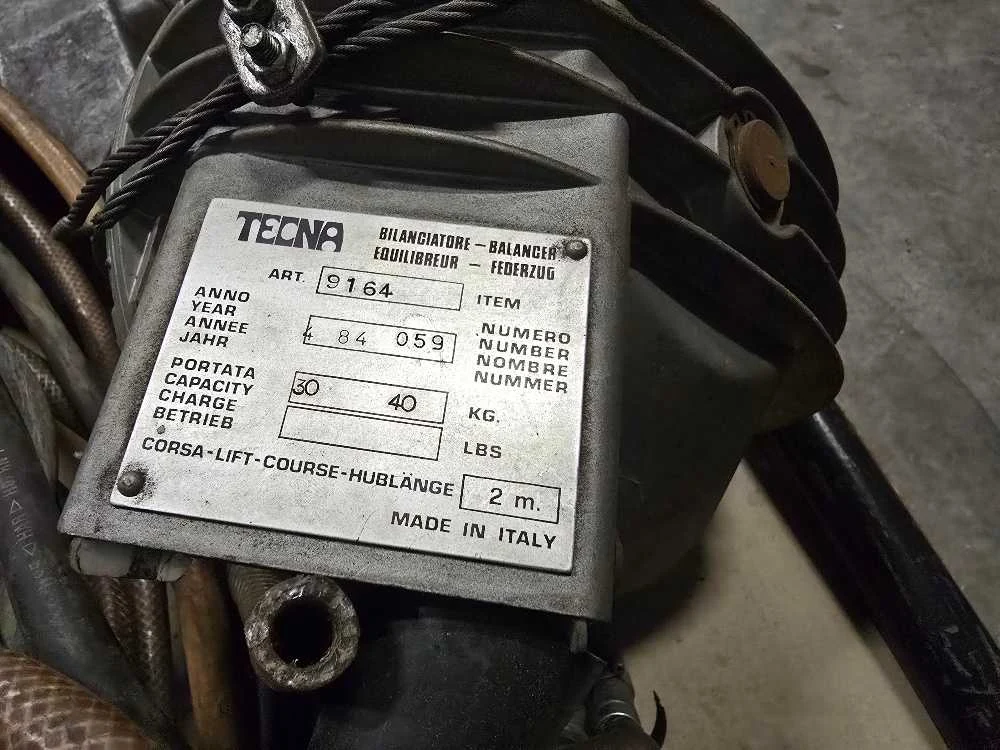 TECNA
BILANCIATORE – BALANCER
EQUILIBREUR – FEDERZUG
ART. 9164 ITEM
ANNO
YEAR
ANNEE
JAHR
4 84 059
NUMERO
NUMBER
NOMBRE
NUMMER
PORTATA
CAPACITY
CHARGE
BETRIEB
30 40 KG.
LBS
CORSA-LIFT-COURSE-HUBLÄNGE 2 m.
MADE IN ITALY